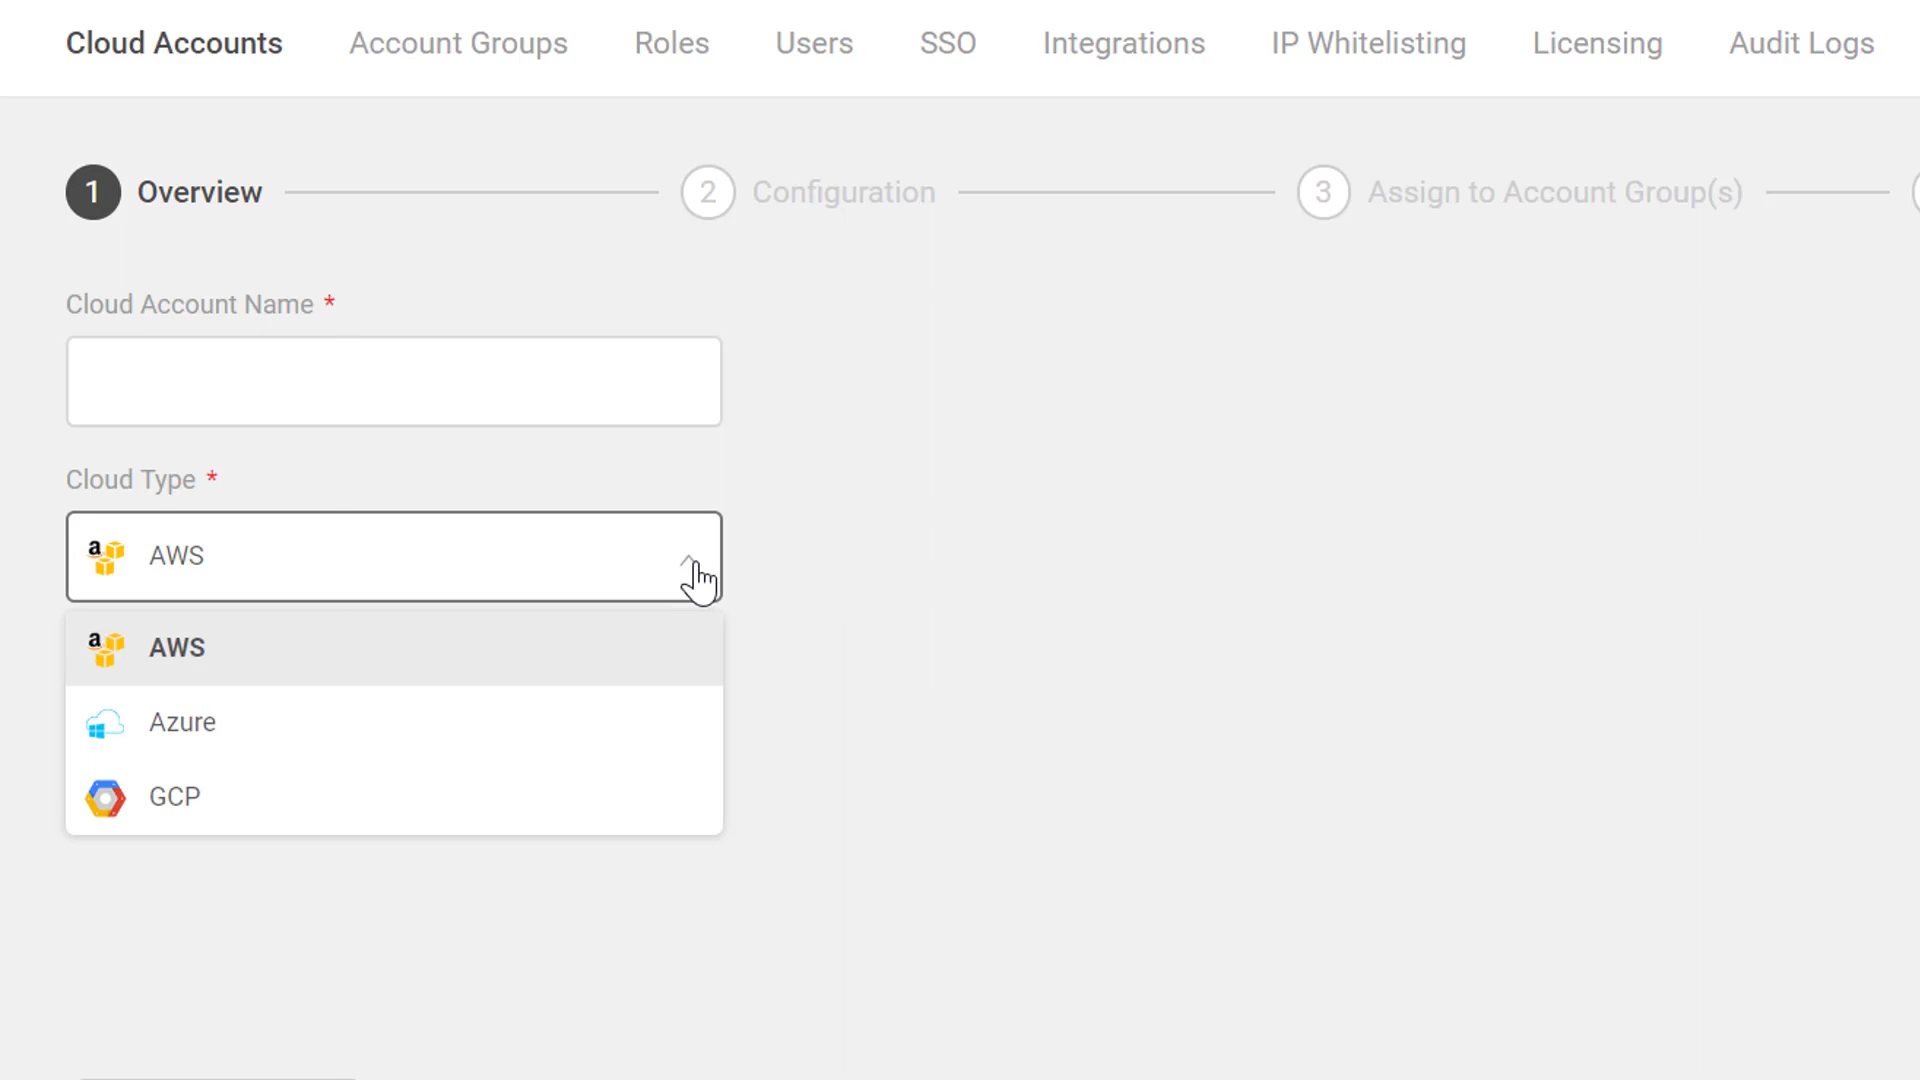 Cloud Accounts Account Groups Roles Users SSO Integrations IP Whitelisting Licensing Audit Logs
1 Overview 2 Configuration 3 Assign to Account Group(s)
Cloud Account Name *
Cloud Type *
a AWS
a AWS
Azure
GCP